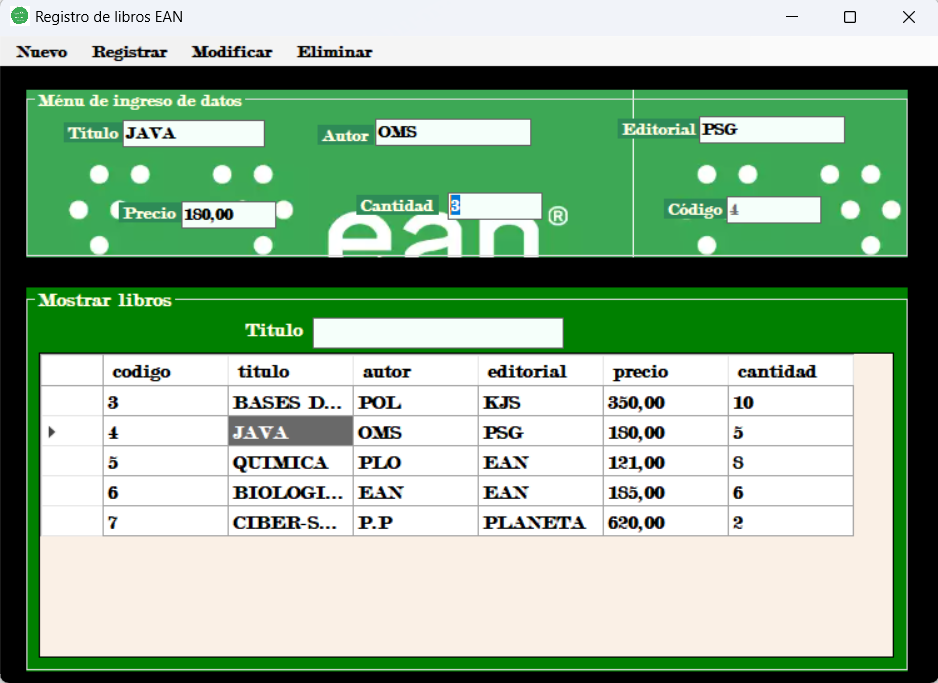 Registro de libros EAN
Nuevo Registrar Modificar Eliminar
Ménu de ingreso de datos
Titulo JAVA Autor OMS Editorial PSG
Precio 180,00 Cantidad 3 Código 4
ean®
Mostrar libros
Titulo
codigo titulo autor editorial precio cantidad
3 BASES D... POL KJS 350,00 10
4 JAVA OMS PSG 180,00 5
5 QUIMICA PLO EAN 121,00 8
6 BIOLOGI... EAN EAN 185,00 6
7 CIBER-S... P.P PLANETA 620,00 2